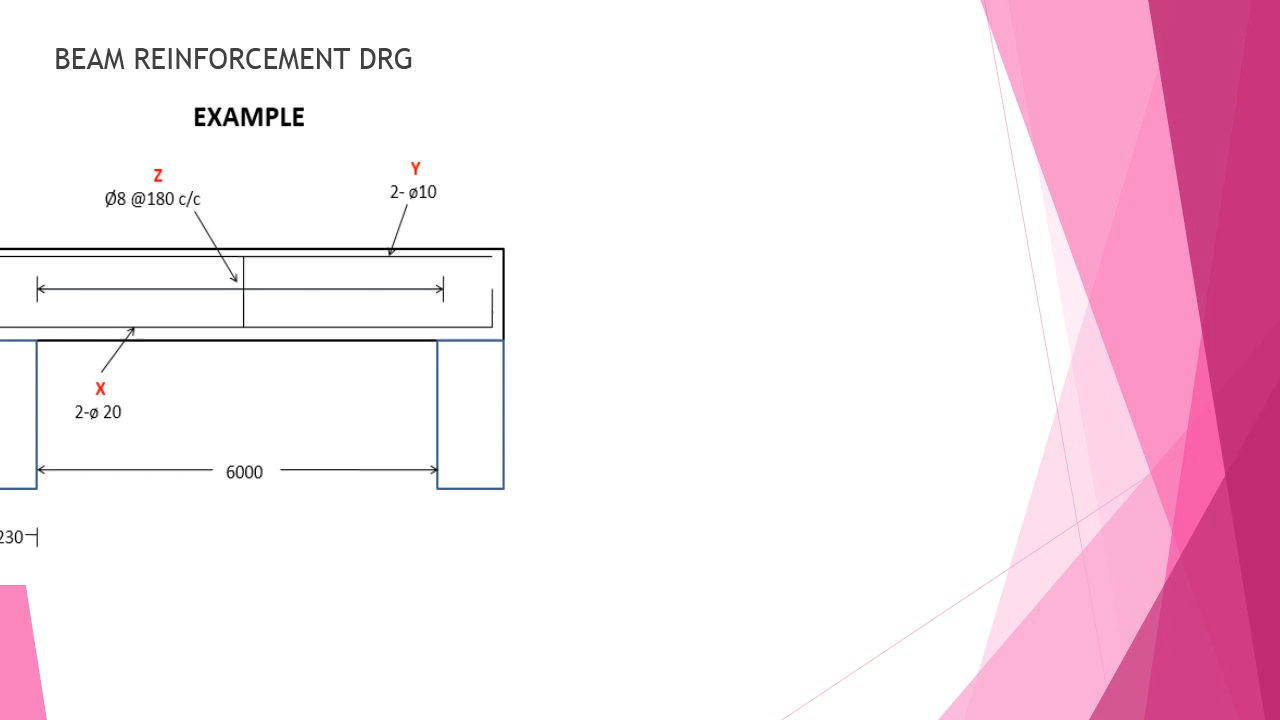 BEAM REINFORCEMENT DRG
EXAMPLE
Z
Ø8 @180 c/c
Y
2- ø10
X
2-ø 20
6000
230